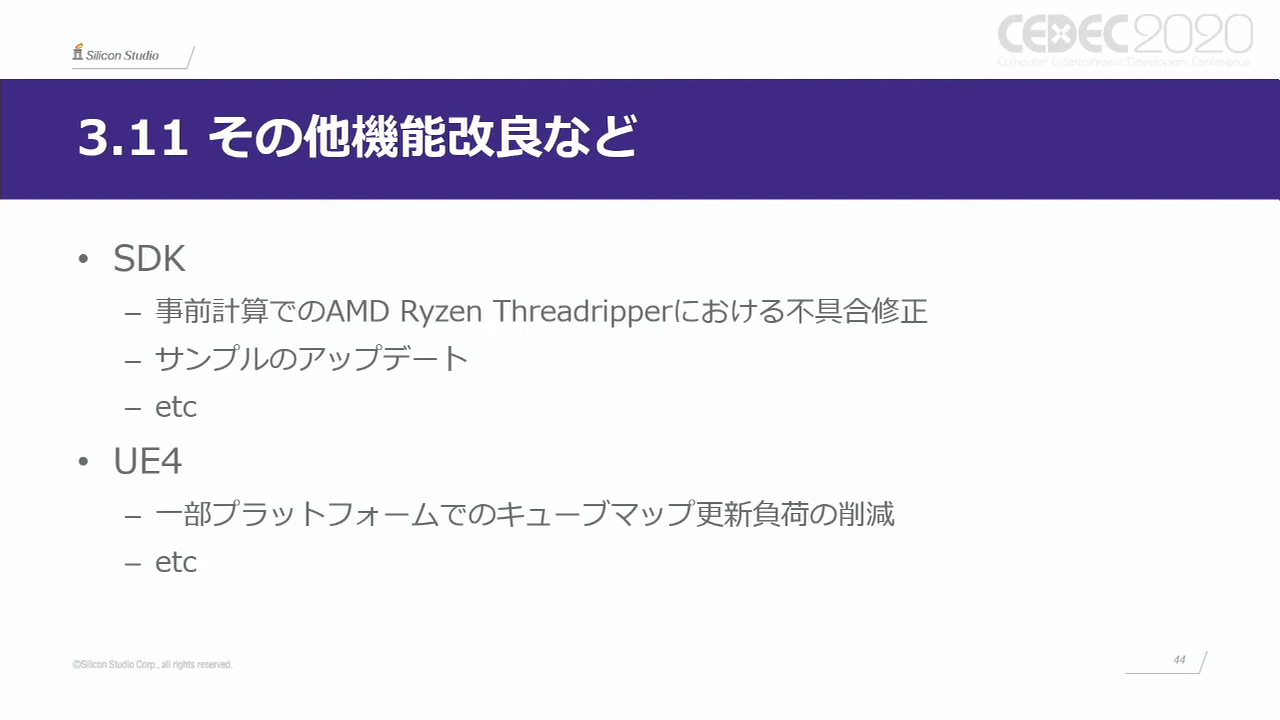 Silicon Studio
CEDEC 2020
Computer Entertainment Developers Conference
3.11 その他機能改良など
• SDK
– 事前計算でのAMD Ryzen Threadripperにおける不具合修正
– サンプルのアップデート
– etc
• UE4
– 一部プラットフォームでのキューブマップ更新負荷の削減
– etc
©Silicon Studio Corp., all rights reserved.
44